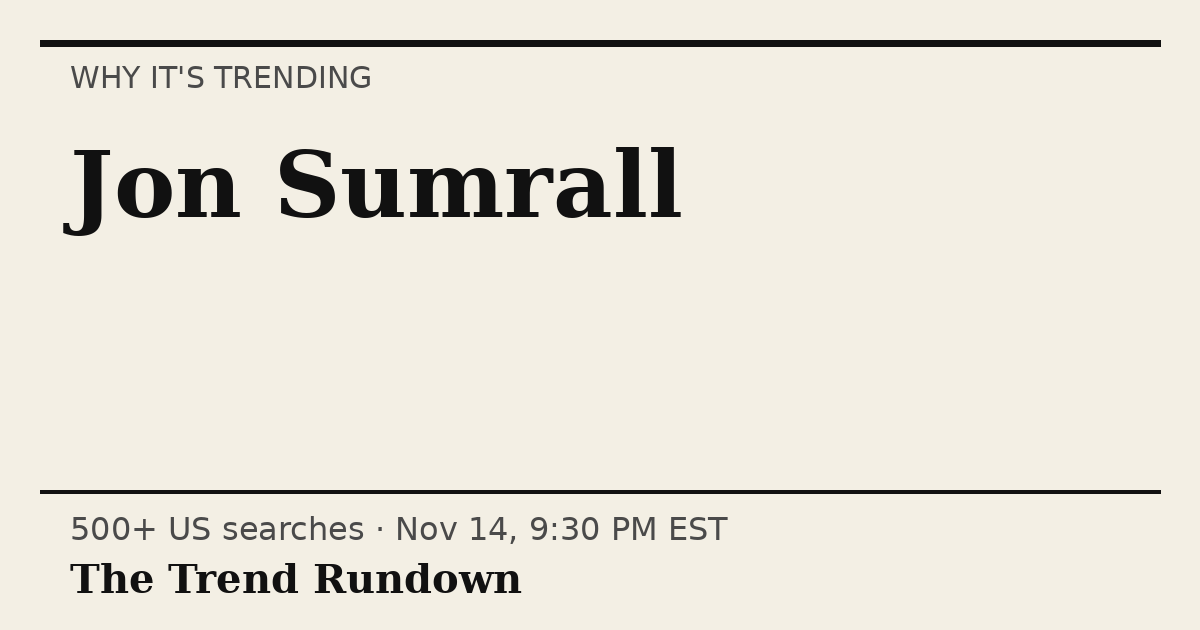 WHY IT'S TRENDING
Jon Sumrall
500+ US searches · Nov 14, 9:30 PM EST
The Trend Rundown